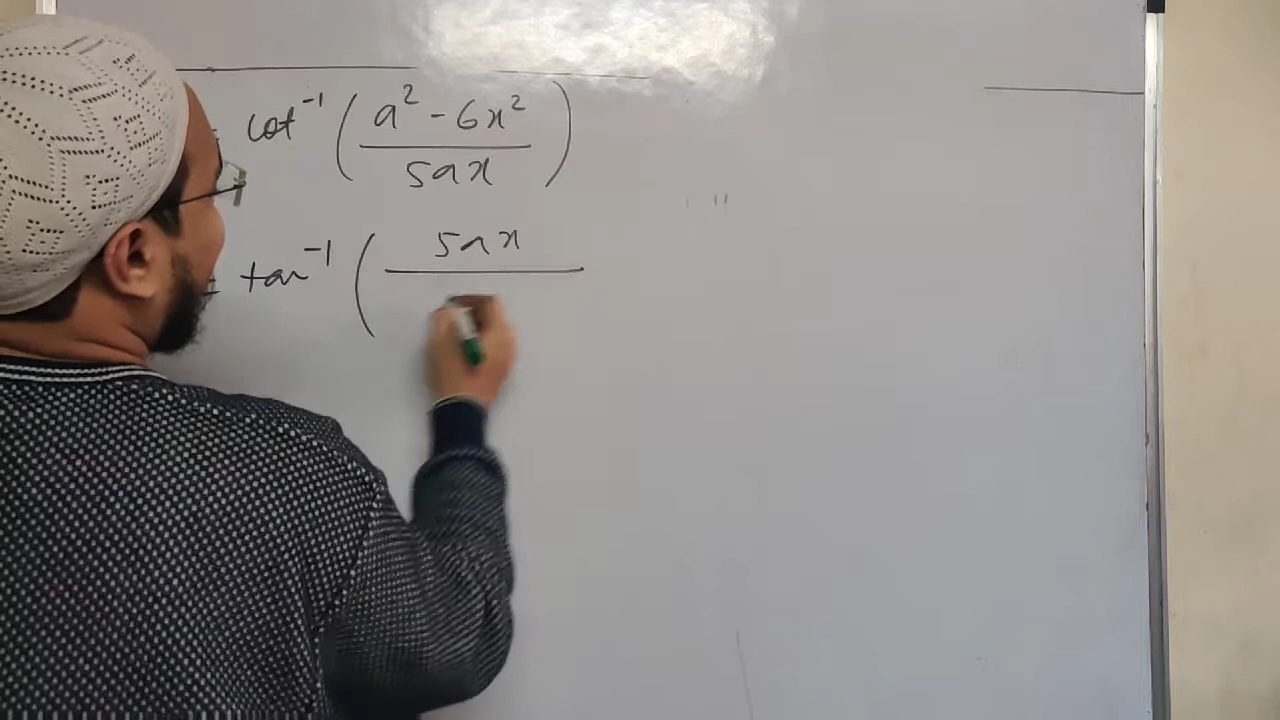 = cot⁻¹ ( (a² - 6x²) / (5ax) )
= tan⁻¹ ( 5ax /